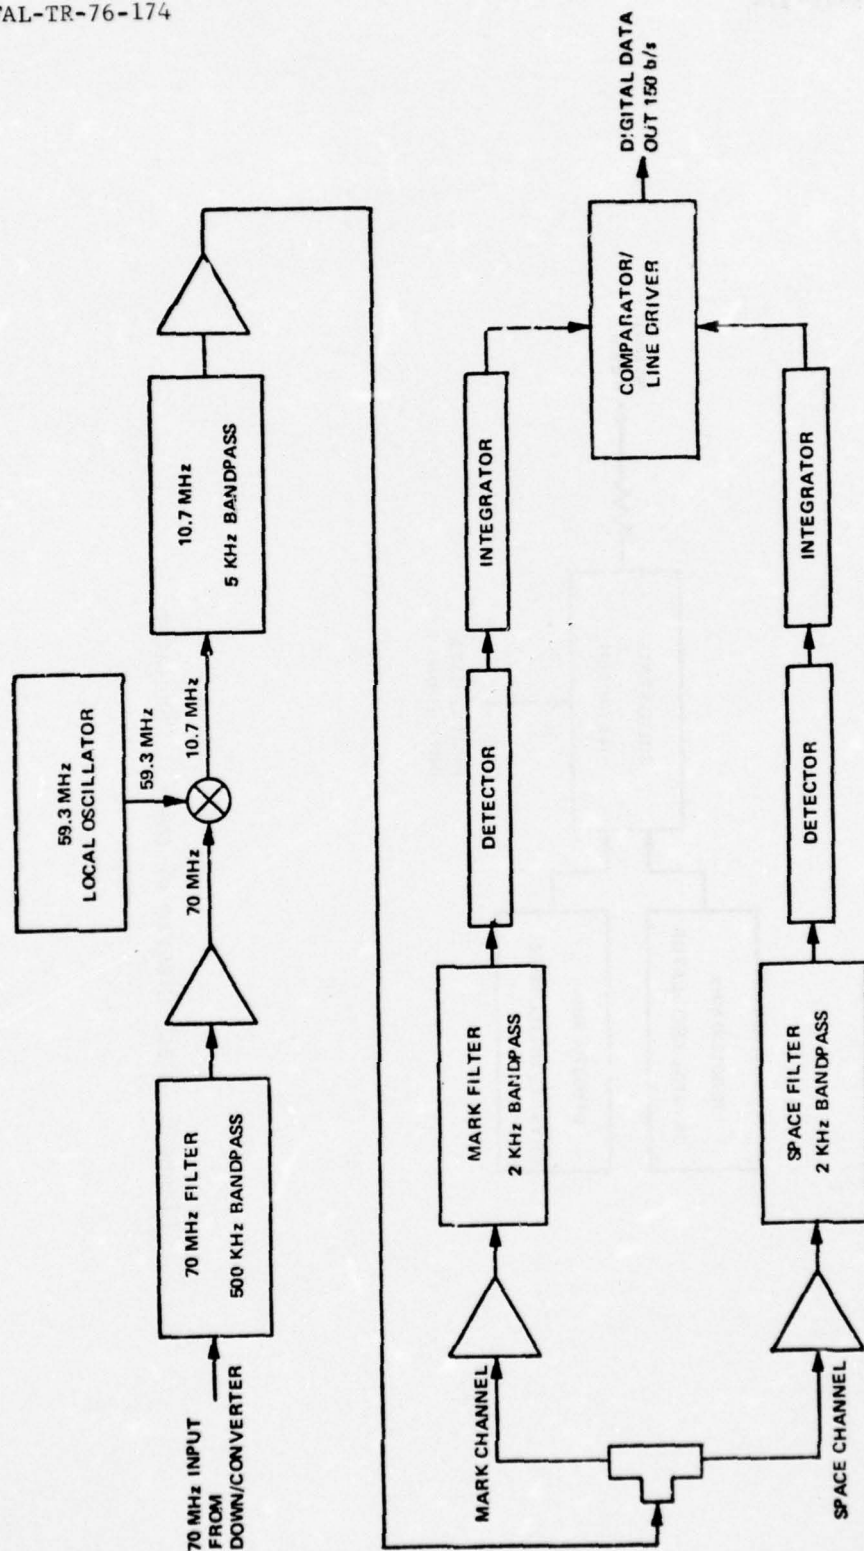 FAL-TR-76-174
70 MHz INPUT
FROM
DOWN/CONVERTER
70 MHz FILTER
500 KHz BANDPASS
70 MHz
59.3 MHz
LOCAL OSCILLATOR
59.3 MHz
10.7 MHz
10.7 MHz
5 KHz BANDPASS
MARK CHANNEL
MARK FILTER
2 KHz BANDPASS
DETECTOR
INTEGRATOR
COMPARATOR/
LINE DRIVER
DIGITAL DATA
OUT 150 b/s
SPACE CHANNEL
SPACE FILTER
2 KHz BANDPASS
DETECTOR
INTEGRATOR